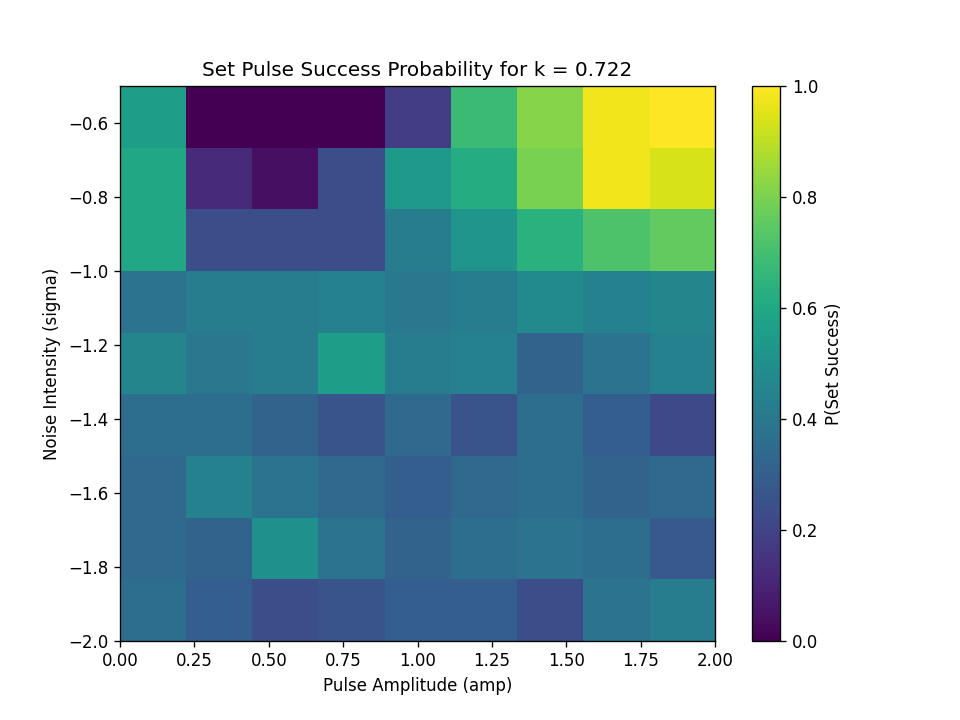 Set Pulse Success Probability for k = 0.722
Noise Intensity (sigma)
−0.6
−0.8
−1.0
−1.2
−1.4
−1.6
−1.8
−2.0
0.00 0.25 0.50 0.75 1.00 1.25 1.50 1.75 2.00
Pulse Amplitude (amp)
1.0
0.8
0.6
0.4
0.2
0.0
P(Set Success)